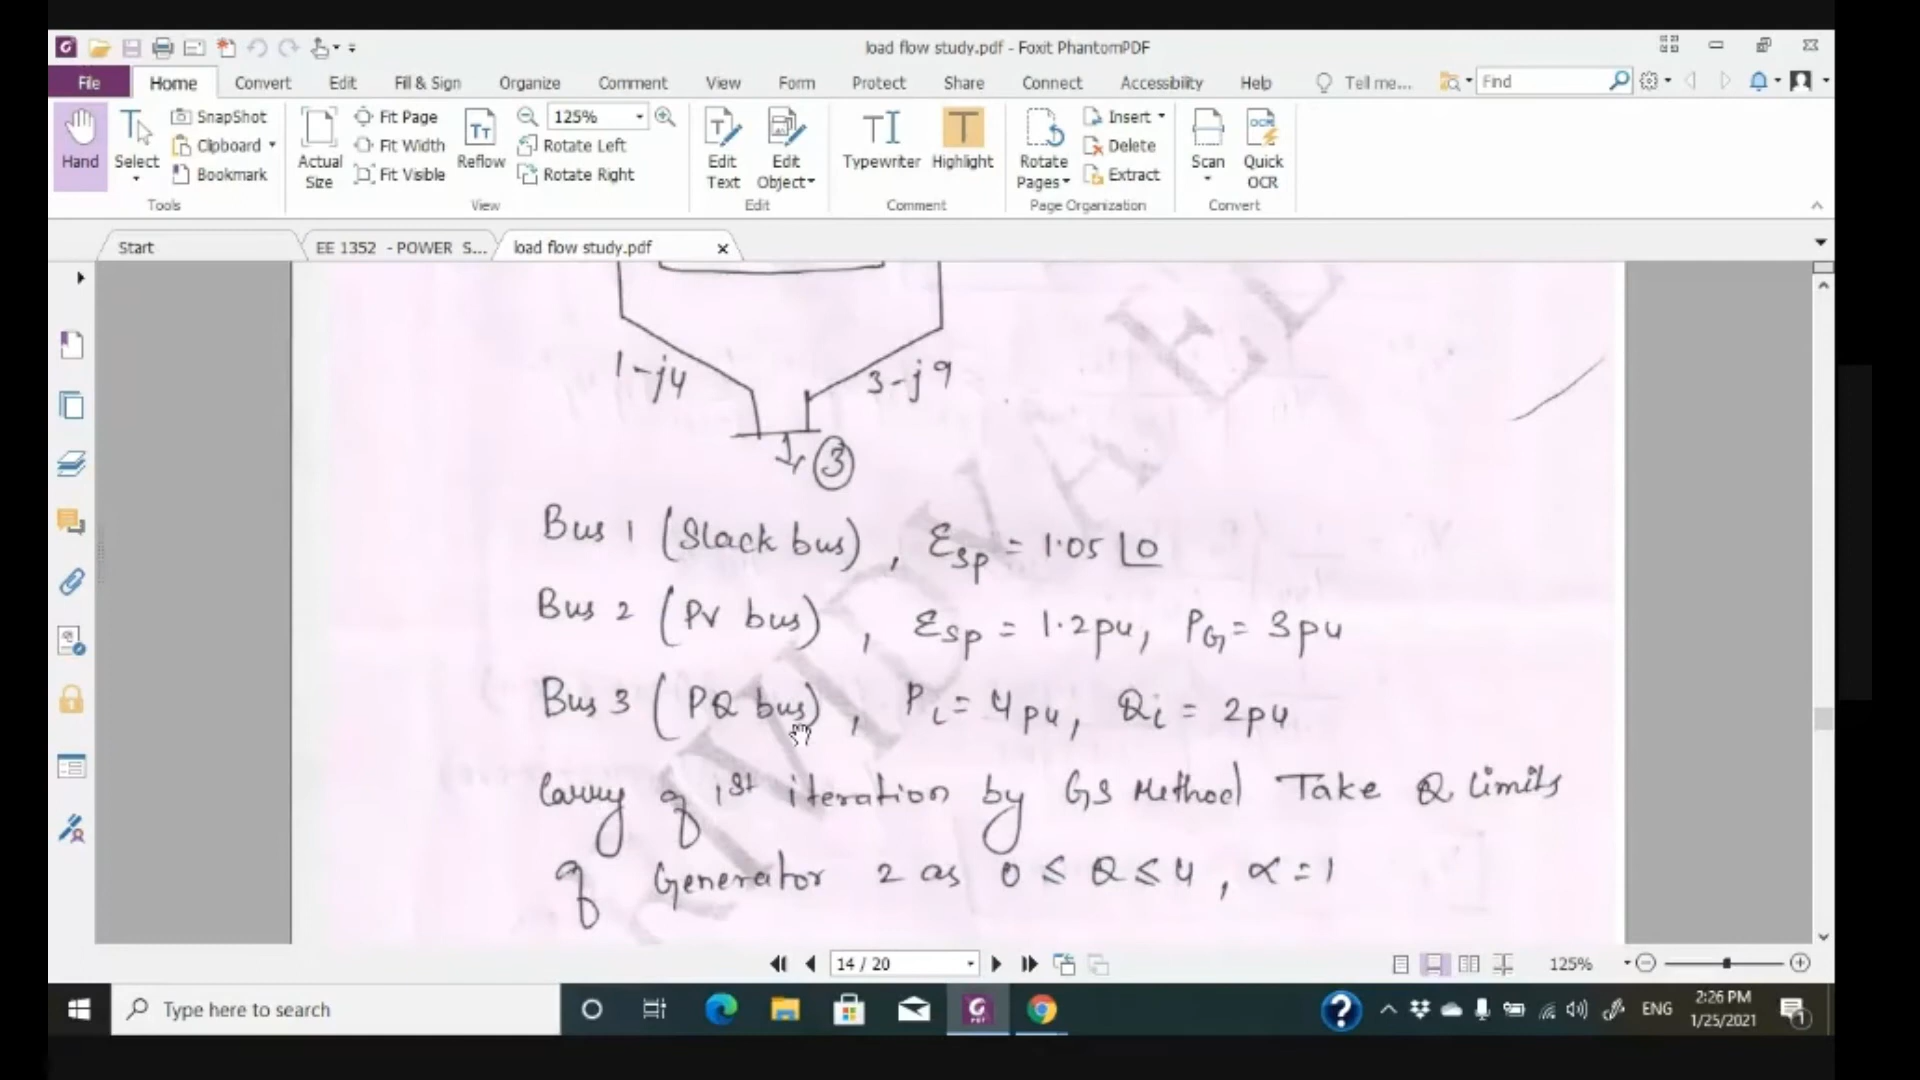 load flow study.pdf - Foxit PhantomPDF
File Home Convert Edit Fill & Sign Organize Comment View Form Protect Share Connect Accessibility Help Tell me... Find
Hand
Select
SnapShot
Clipboard
Bookmark
Tools
Actual Size
Fit Page
Fit Width
Fit Visible
Reflow
125%
Rotate Left
Rotate Right
View
Edit Text
Edit Object
Edit
Typewriter
Highlight
Comment
Rotate Pages
Insert
Delete
Extract
Page Organization
Scan
Quick OCR
Convert
Start
EE 1352 - POWER S...
load flow study.pdf
1-j4
3-j9
3
Bus 1 (Slack bus), Esp = 1.05 ∟0
Bus 2 (PV bus), Esp = 1.2pu, PG = 3pu
Bus 3 (PQ bus), Pi = 4pu, Qi = 2pu
Carry of 1st iteration by GS Method Take Q limits
of Generator 2 as 0 ≤ Q ≤ 4, α = 1
14 / 20
125%
Type here to search
ENG
2:26 PM
1/25/2021